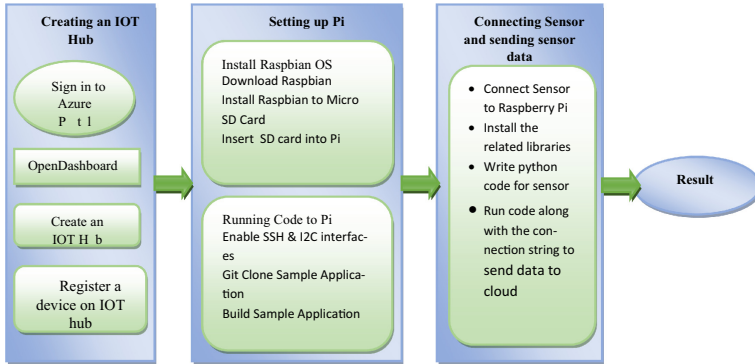 Creating an IOT
Hub
Sign in to
Azure
P t l
OpenDashboard
Create an
IOT H b
Register a
device on IOT
hub
Setting up Pi
Install Raspbian OS
Download Raspbian
Install Raspbian to Micro
SD Card
Insert SD card into Pi
Running Code to Pi
Enable SSH & I2C interfac-
es
Git Clone Sample Applica-
tion
Build Sample Application
Connecting Sensor
and sending sensor
data
• Connect Sensor
to Raspberry Pi
• Install the
related libraries
• Write python
code for sensor
• Run code along
with the con-
nection string to
send data to
cloud
Result